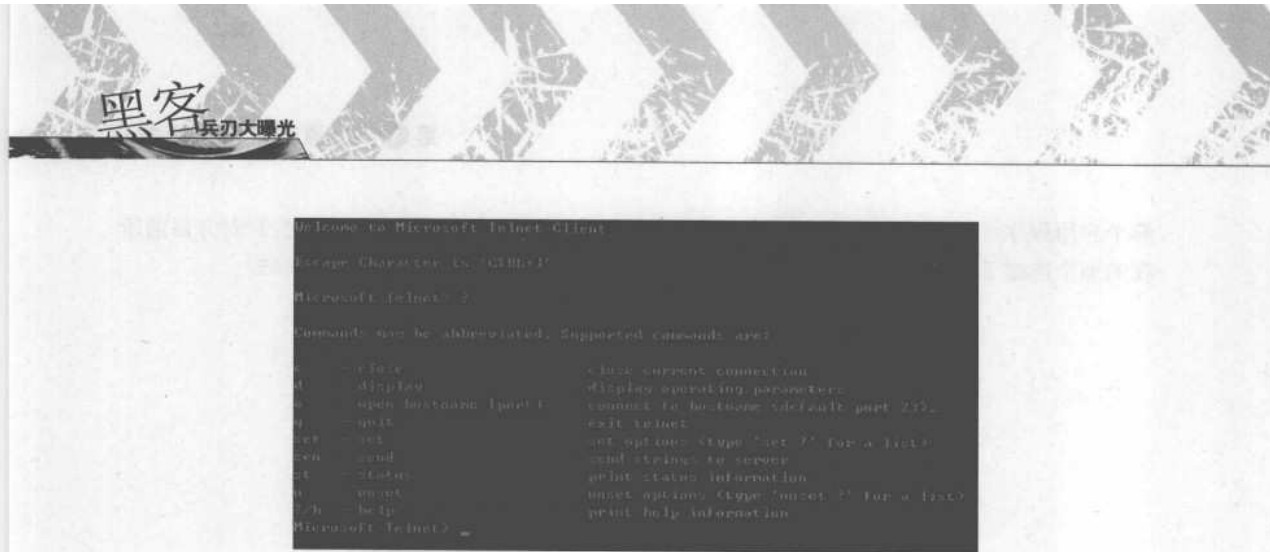 黑客
兵刃大曝光
Welcome to Microsoft Telnet Client
Escape Character is 'CTRL+]'
Microsoft Telnet> ?
Commands may be abbreviated. Supported commands are:
c - close close current connection
d - display display operating parameters
o - open hostname [port] connect to hostname (default port 23).
q - quit exit telnet
set - set set options (type 'set ?' for a list)
sen - send send strings to server
st - status print status information
u - unset unset options (type 'unset ?' for a list)
?/h - help print help information
Microsoft Telnet> _